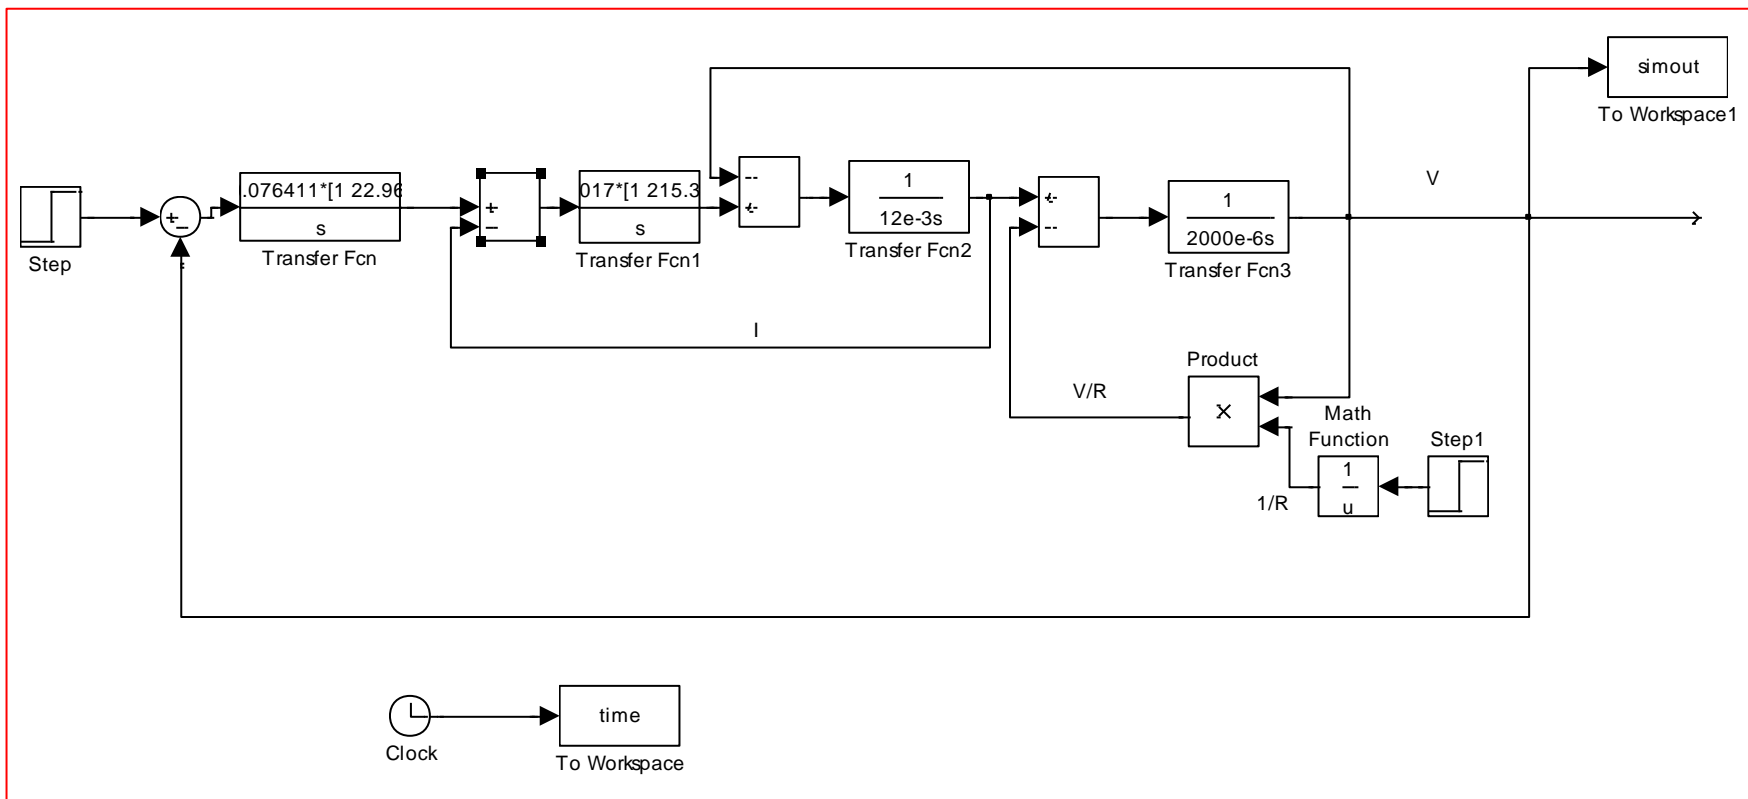 simout
To Workspace1
V
.076411*[1 22.96
s
Transfer Fcn
Step
+
−
+
−
017*[1 215.3
s
Transfer Fcn1
1
12e-3s
Transfer Fcn2
1
2000e-6s
Transfer Fcn3
I
Product
×
V/R
Math
Function
1
u
1/R
Step1
Clock
time
To Workspace